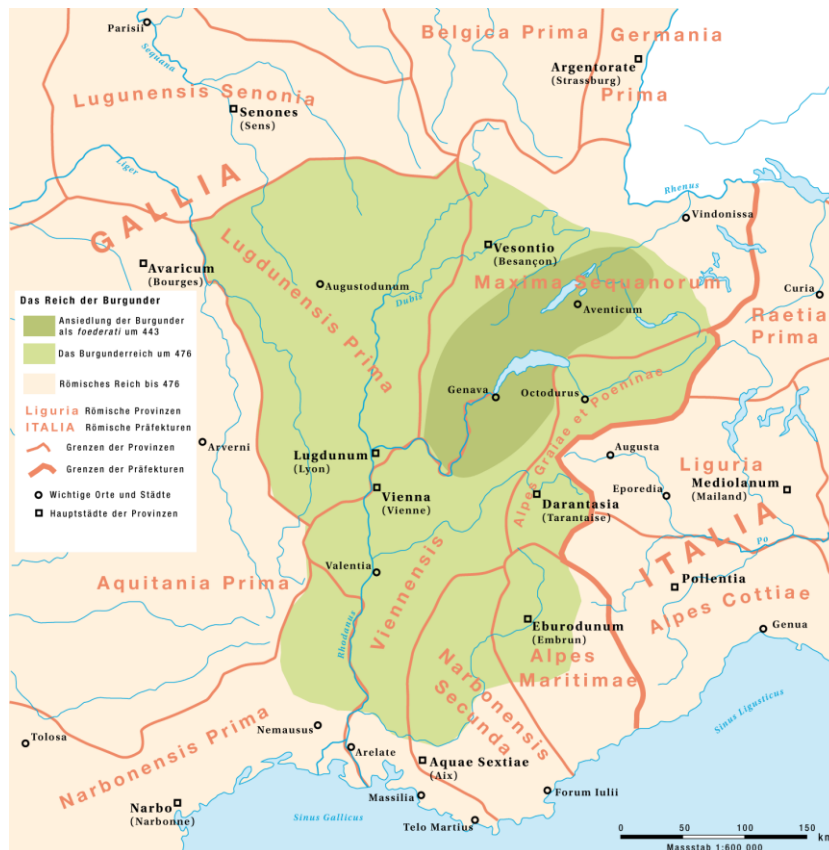 Parisii
Sequana
Belgica Prima
Germania
Prima
Argentorate
(Strassburg)
Lugunensis Senonia
Senones
(Sens)
Liger
GALLIA
Rhenus
Vindonissa
Avaricum
(Bourges)
Lugdunensis Prima
Augustodunum
Vesontio
(Besançon)
Dubis
Maxima Sequanorum
Aventicum
Curia
Raetia
Prima
Das Reich der Burgunder
Ansiedlung der Burgunder
als foederati um 443
Das Burgunderreich um 476
Römisches Reich bis 476
Liguria Römische Provinzen
ITALIA Römische Präfekturen
Grenzen der Provinzen
Grenzen der Präfekturen
Wichtige Orte und Städte
Hauptstädte der Provinzen
Genava
Octodurus
Alpes Graiae et Poeninae
Arverni
Lugdunum
(Lyon)
Vienna
(Vienne)
Augusta
Eporedia
Liguria
Mediolanum
(Mailand)
Darantasia
(Tarantaise)
ITALIA
Po
Valentia
Aquitania Prima
Viennensis
Rhodanus
Pollentia
Alpes Cottiae
Genua
Eburodunum
(Embrun)
Alpes
Maritimae
Narbonensis
Secunda
Narbonensis Prima
Nemausus
Tolosa
Arelate
Aquae Sextiae
(Aix)
Sinus Ligusticus
Narbo
(Narbonne)
Massilia
Forum Iulii
Sinus Gallicus
Telo Martius
0 50 100 150 km
Massstab 1:600 000